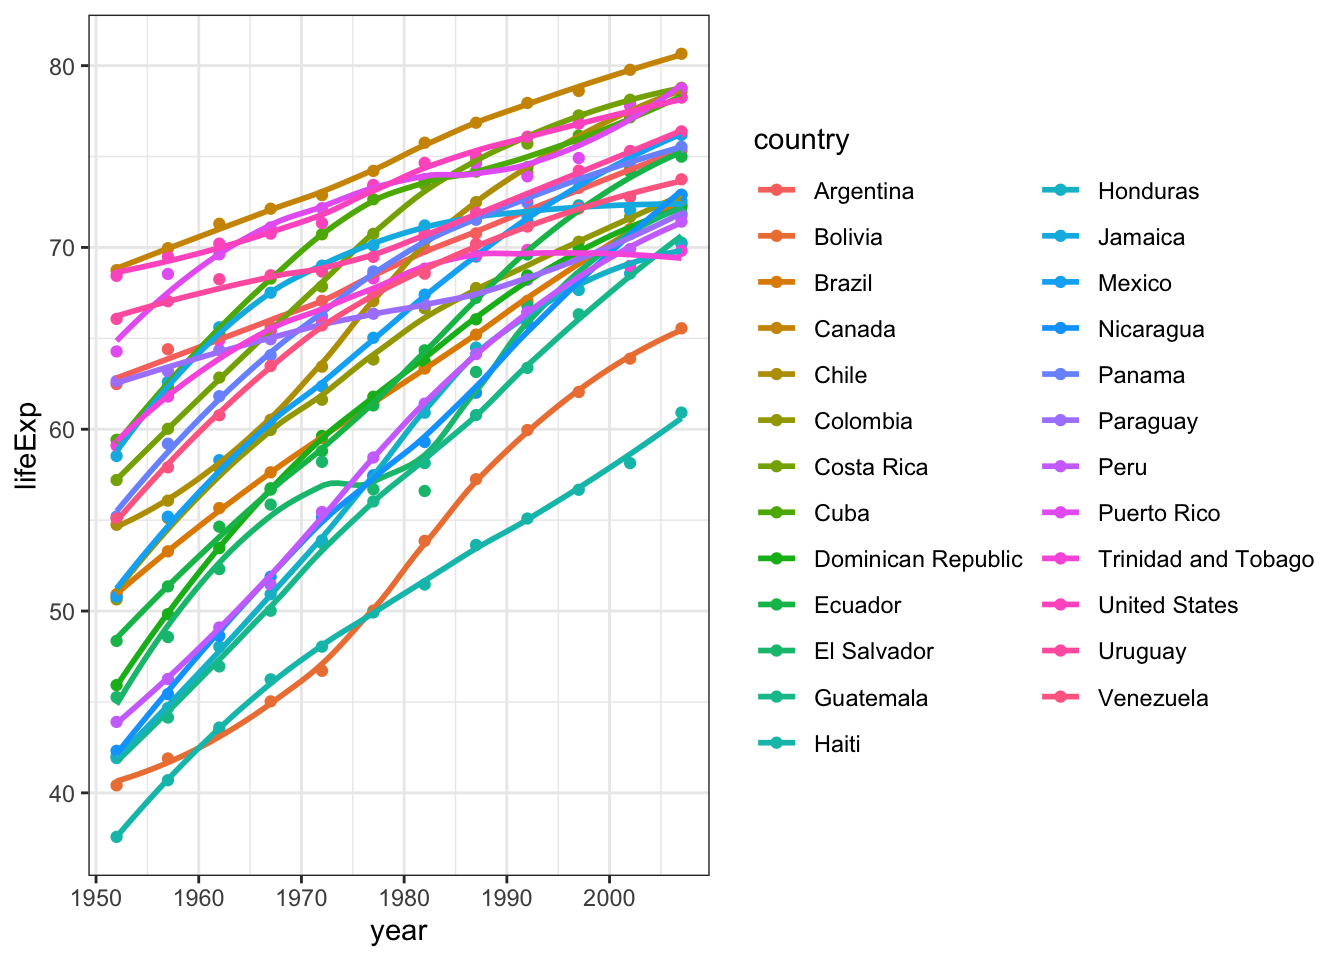 80
70
60
50
40
lifeExp
1950 1960 1970 1980 1990 2000
year
country
Argentina
Bolivia
Brazil
Canada
Chile
Colombia
Costa Rica
Cuba
Dominican Republic
Ecuador
El Salvador
Guatemala
Haiti
Honduras
Jamaica
Mexico
Nicaragua
Panama
Paraguay
Peru
Puerto Rico
Trinidad and Tobago
United States
Uruguay
Venezuela